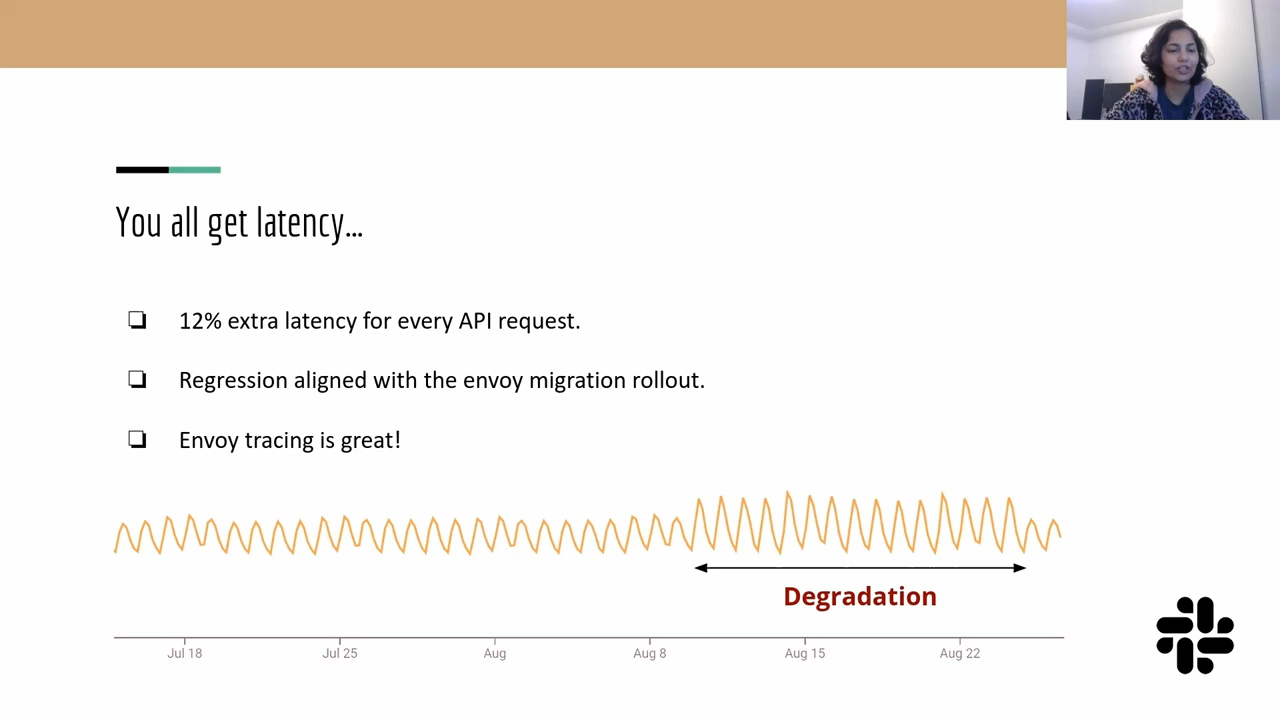 You all get latency...
❏ 12% extra latency for every API request.
❏ Regression aligned with the envoy migration rollout.
❏ Envoy tracing is great!
Degradation
Jul 18 Jul 25 Aug Aug 8 Aug 15 Aug 22